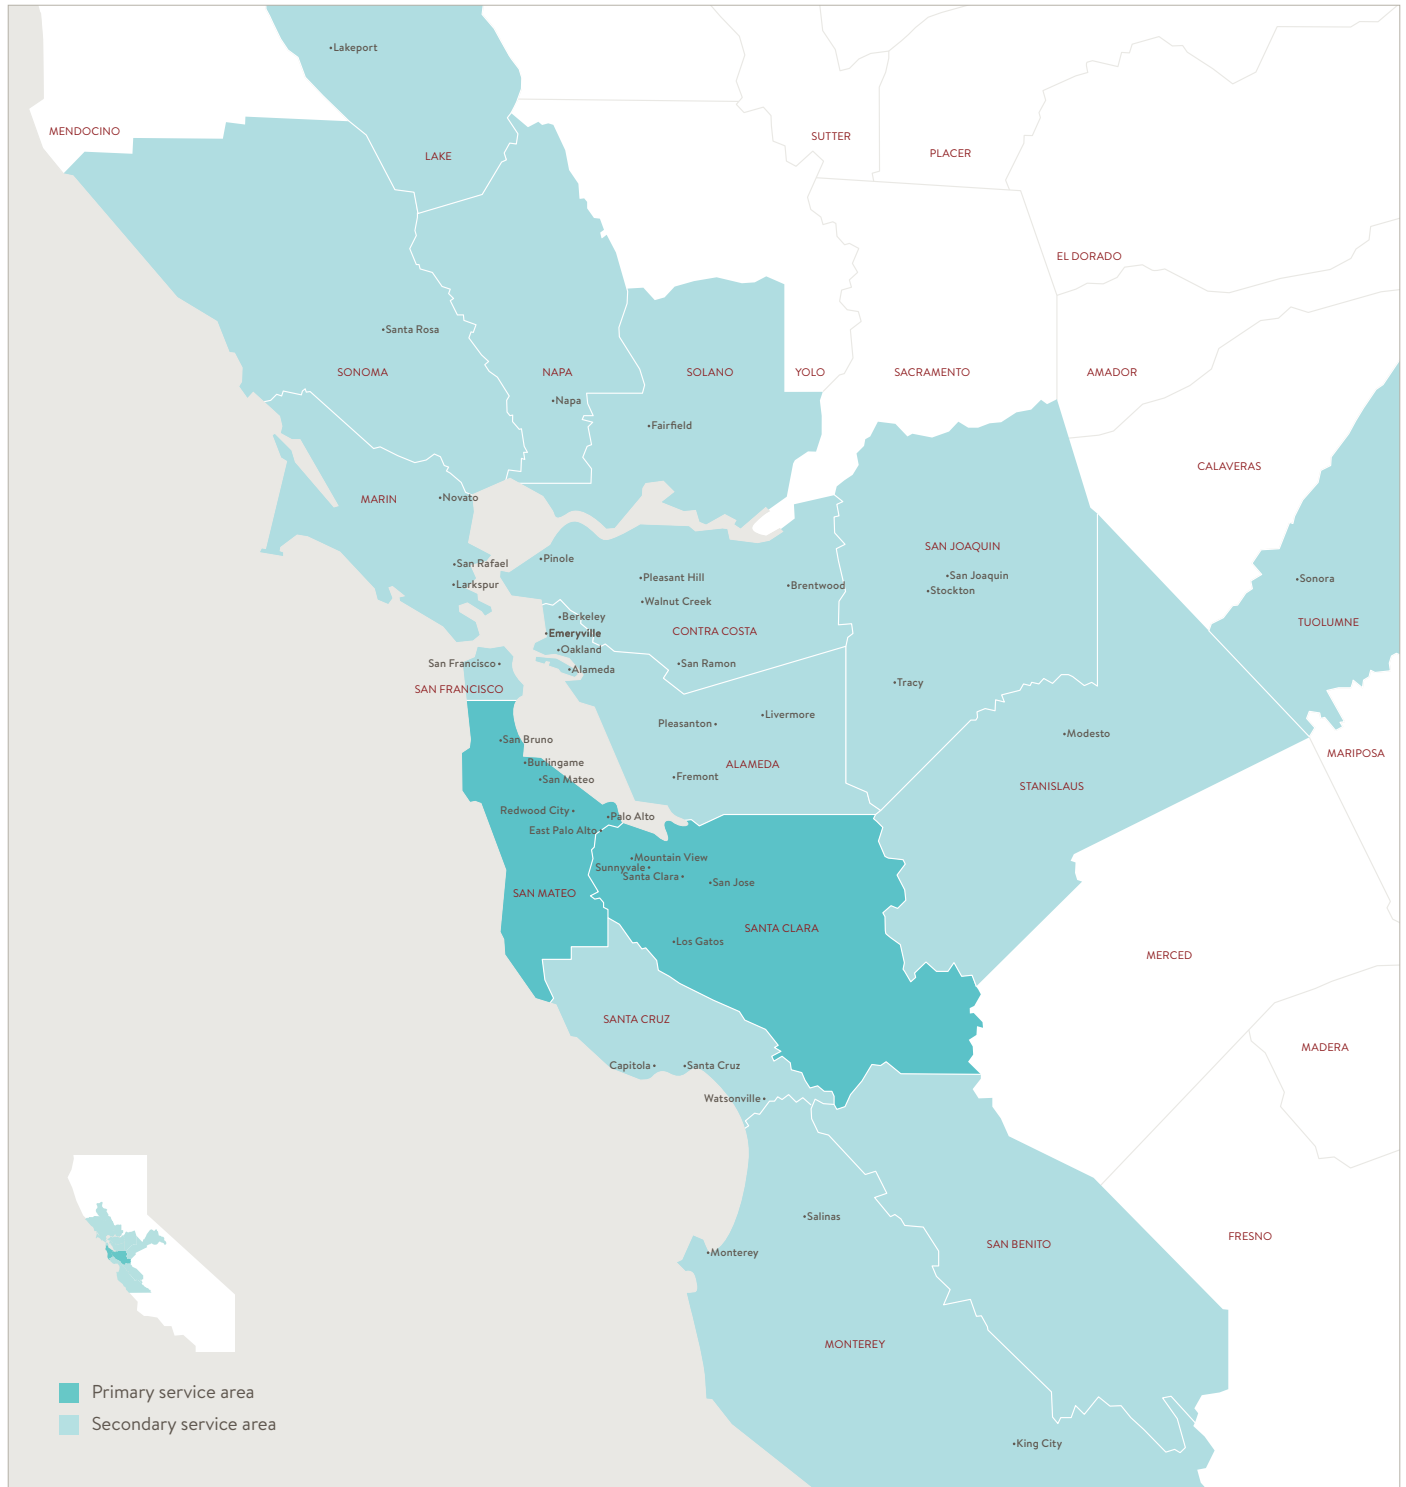 Lakeport
MENDOCINO
SUTTER
PLACER
LAKE
EL DORADO
Santa Rosa
SONOMA
NAPA
SOLANO
YOLO
SACRAMENTO
AMADOR
Napa
Fairfield
CALAVERAS
MARIN
Novato
SAN JOAQUIN
Pinole
San Rafael
Pleasant Hill
San Joaquin
Sonora
Larkspur
Brentwood
Stockton
Walnut Creek
Berkeley
TUOLUMNE
Emeryville
CONTRA COSTA
Oakland
San Francisco
San Ramon
Alameda
Tracy
SAN FRANCISCO
Livermore
Pleasanton
Modesto
San Bruno
MARIPOSA
Burlingame
ALAMEDA
San Mateo
Fremont
STANISLAUS
Redwood City
Palo Alto
East Palo Alto
Mountain View
Sunnyvale
Santa Clara
San Jose
SAN MATEO
SANTA CLARA
Los Gatos
MERCED
SANTA CRUZ
MADERA
Capitola
Santa Cruz
Watsonville
Salinas
FRESNO
SAN BENITO
Monterey
MONTEREY
Primary service area
Secondary service area
King City